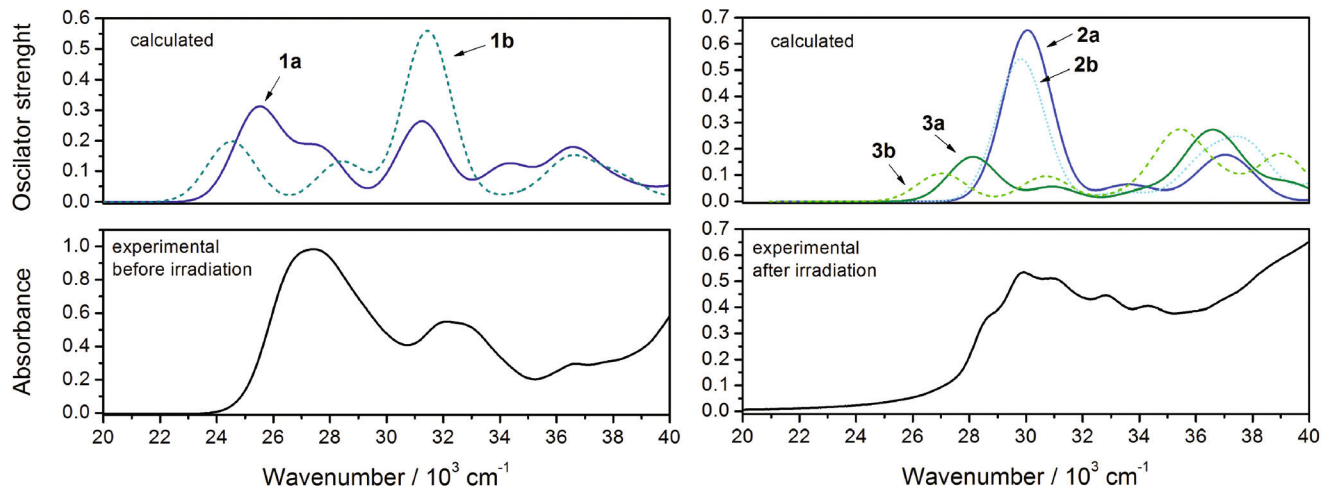 Oscilator strenght
0.6
0.5
0.4
0.3
0.2
0.1
0.0
calculated
1a
1b
Absorbance
1.0
0.8
0.6
0.4
0.2
0.0
experimental
before irradiation
20 22 24 26 28 30 32 34 36 38 40
Wavenumber / 10³ cm⁻¹
0.7
0.6
0.5
0.4
0.3
0.2
0.1
0.0
calculated
2a
2b
3a
3b
0.7
0.6
0.5
0.4
0.3
0.2
0.1
0.0
experimental
after irradiation
20 22 24 26 28 30 32 34 36 38 40
Wavenumber / 10³ cm⁻¹